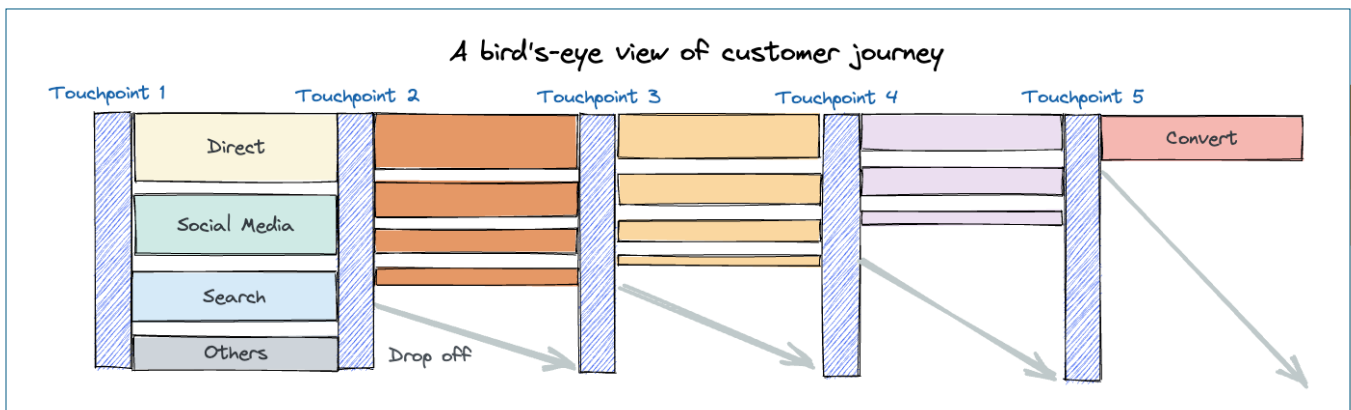 A bird's-eye view of customer journey
Touchpoint 1
Touchpoint 2
Touchpoint 3
Touchpoint 4
Touchpoint 5
Direct
Convert
Social Media
Search
Others
Drop off